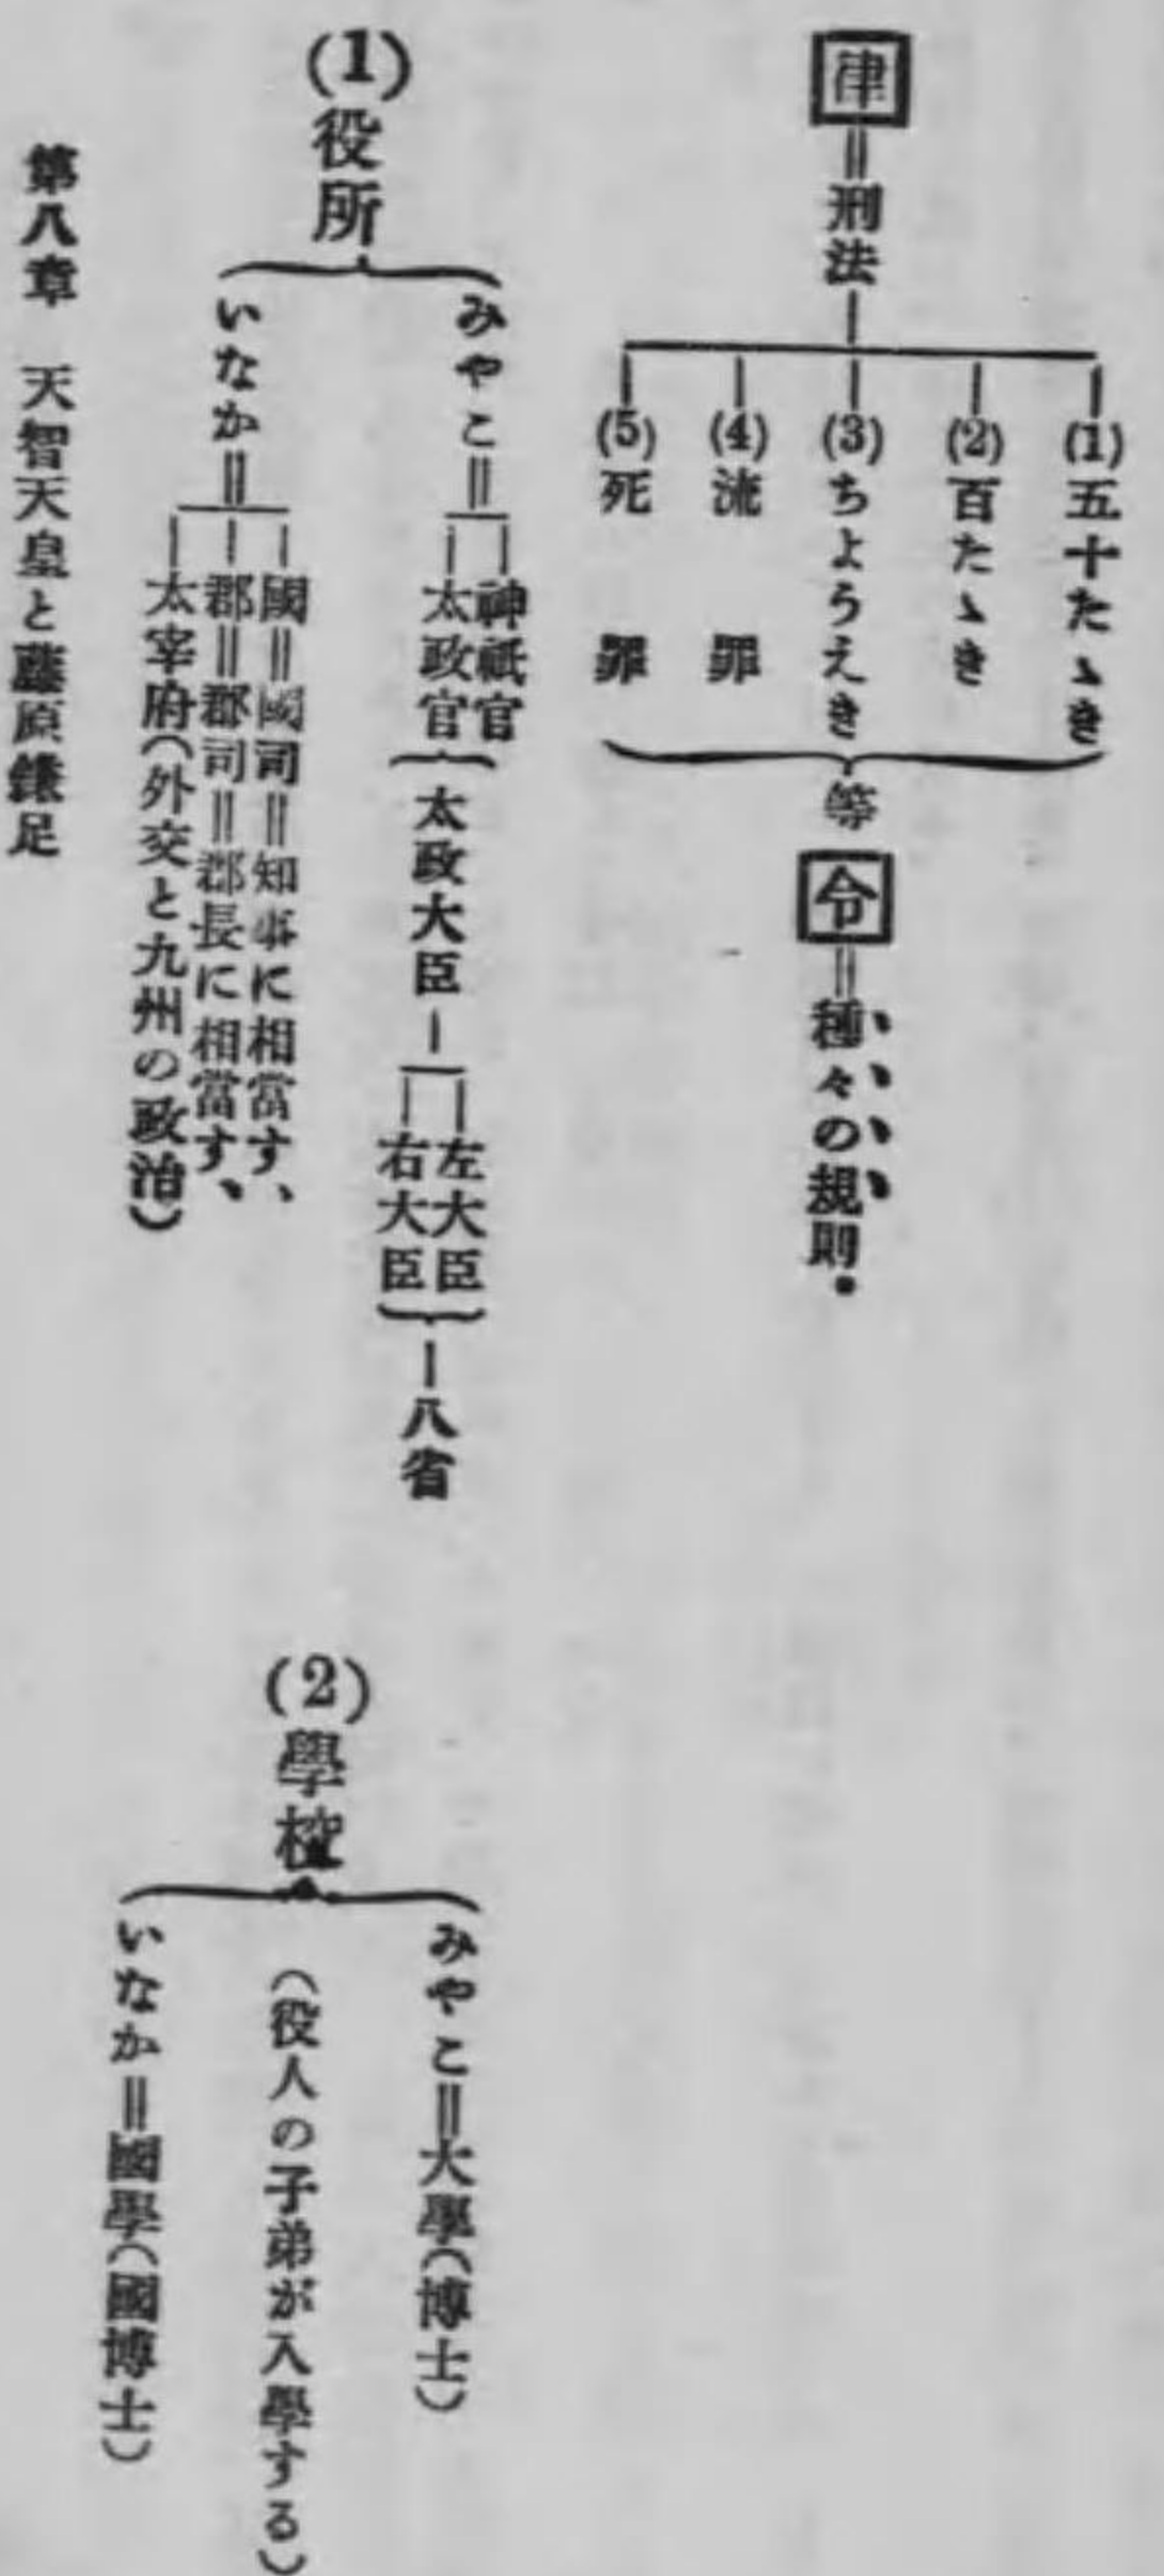 律＝刑法
(1)五十たゝき
(2)百たゝき
(3)ちようえき
(4)流罪
(5)死罪
等
令＝種々の規則．
(1)役所
みやこ＝
神祇官
太政官
太政大臣
左大臣
右大臣
八省
いなか＝
國＝國司＝知事に相當す、
郡＝郡司＝郡長に相當す、
太宰府(外交と九州の政治)
(2)學校
みやこ＝大學(博士)
(役人の子弟が入學する)
いなか＝國學(國博士)
第八章　天智天皇と藤原鎌足